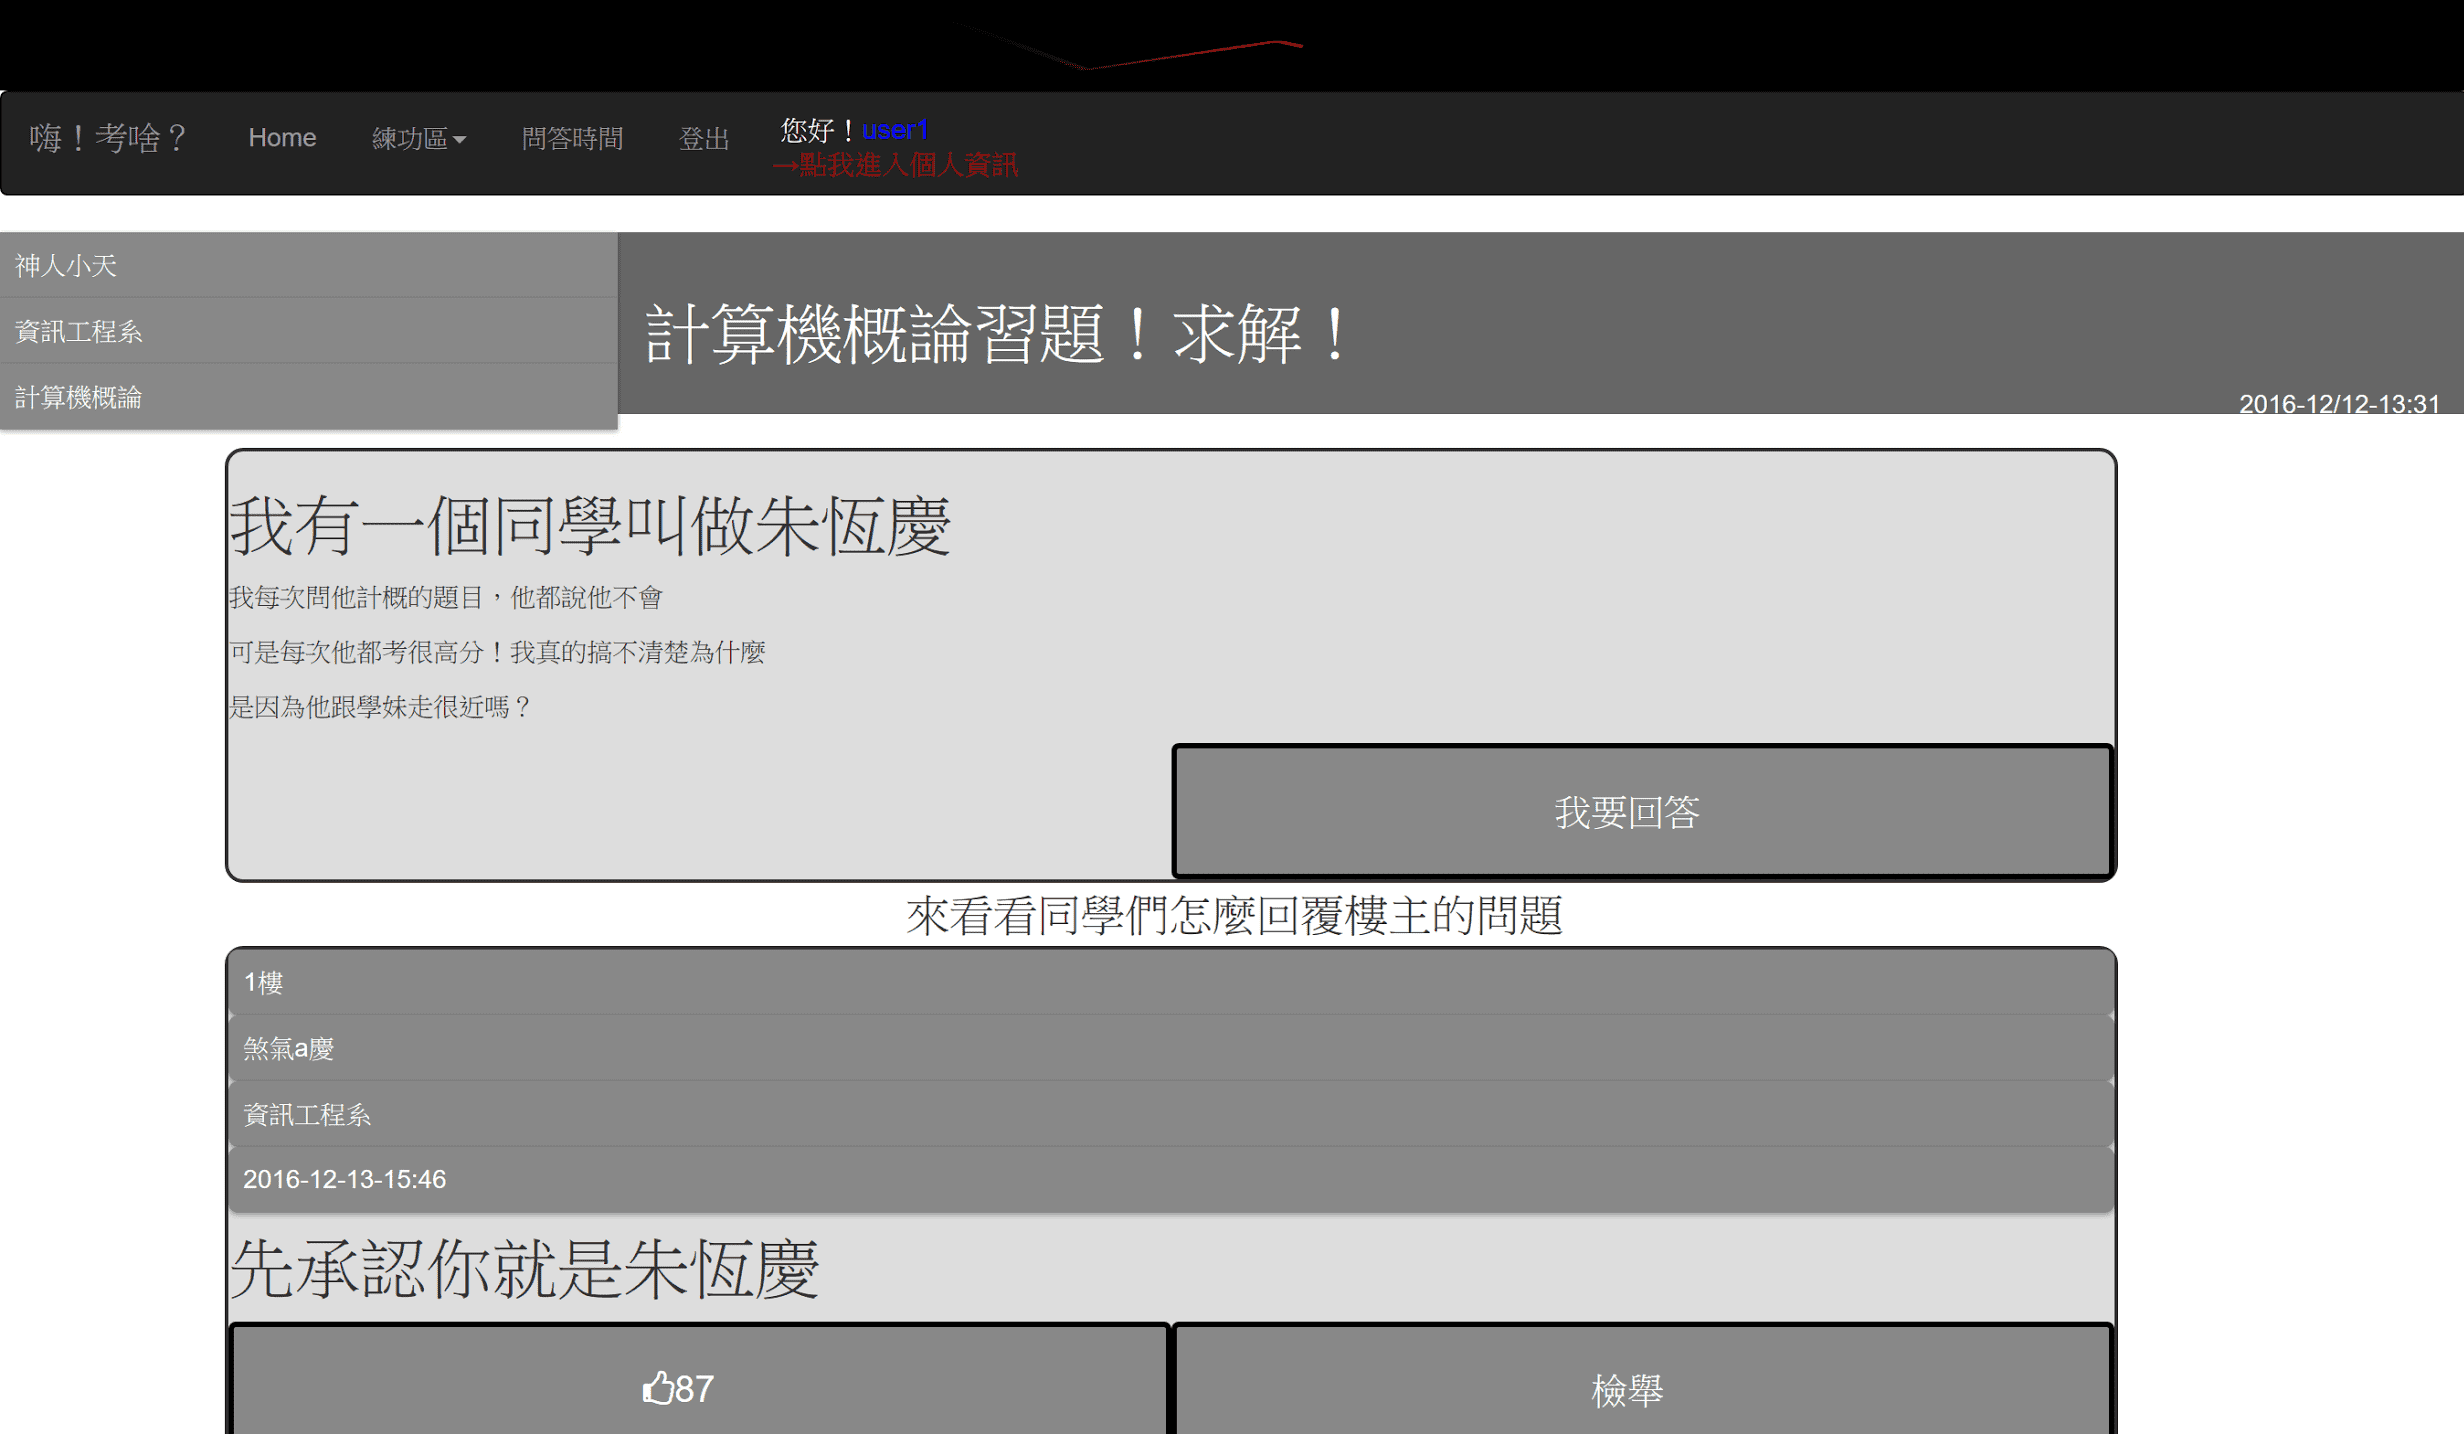 嗨！考啥？ Home 練功區 問答時間 登出 您好！user1
→點我進入個人資訊
神人小天
資訊工程系
計算機概論
計算機概論習題！求解！
2016-12/12-13:31
我有一個同學叫做朱恆慶
我每次問他計概的題目，他都說他不會
可是每次他都考很高分！我真的搞不清楚為什麼
是因為他跟學妹走很近嗎？
我要回答
來看看同學們怎麼回覆樓主的問題
1樓
煞氣a慶
資訊工程系
2016-12-13-15:46
先承認你就是朱恆慶
87
檢舉